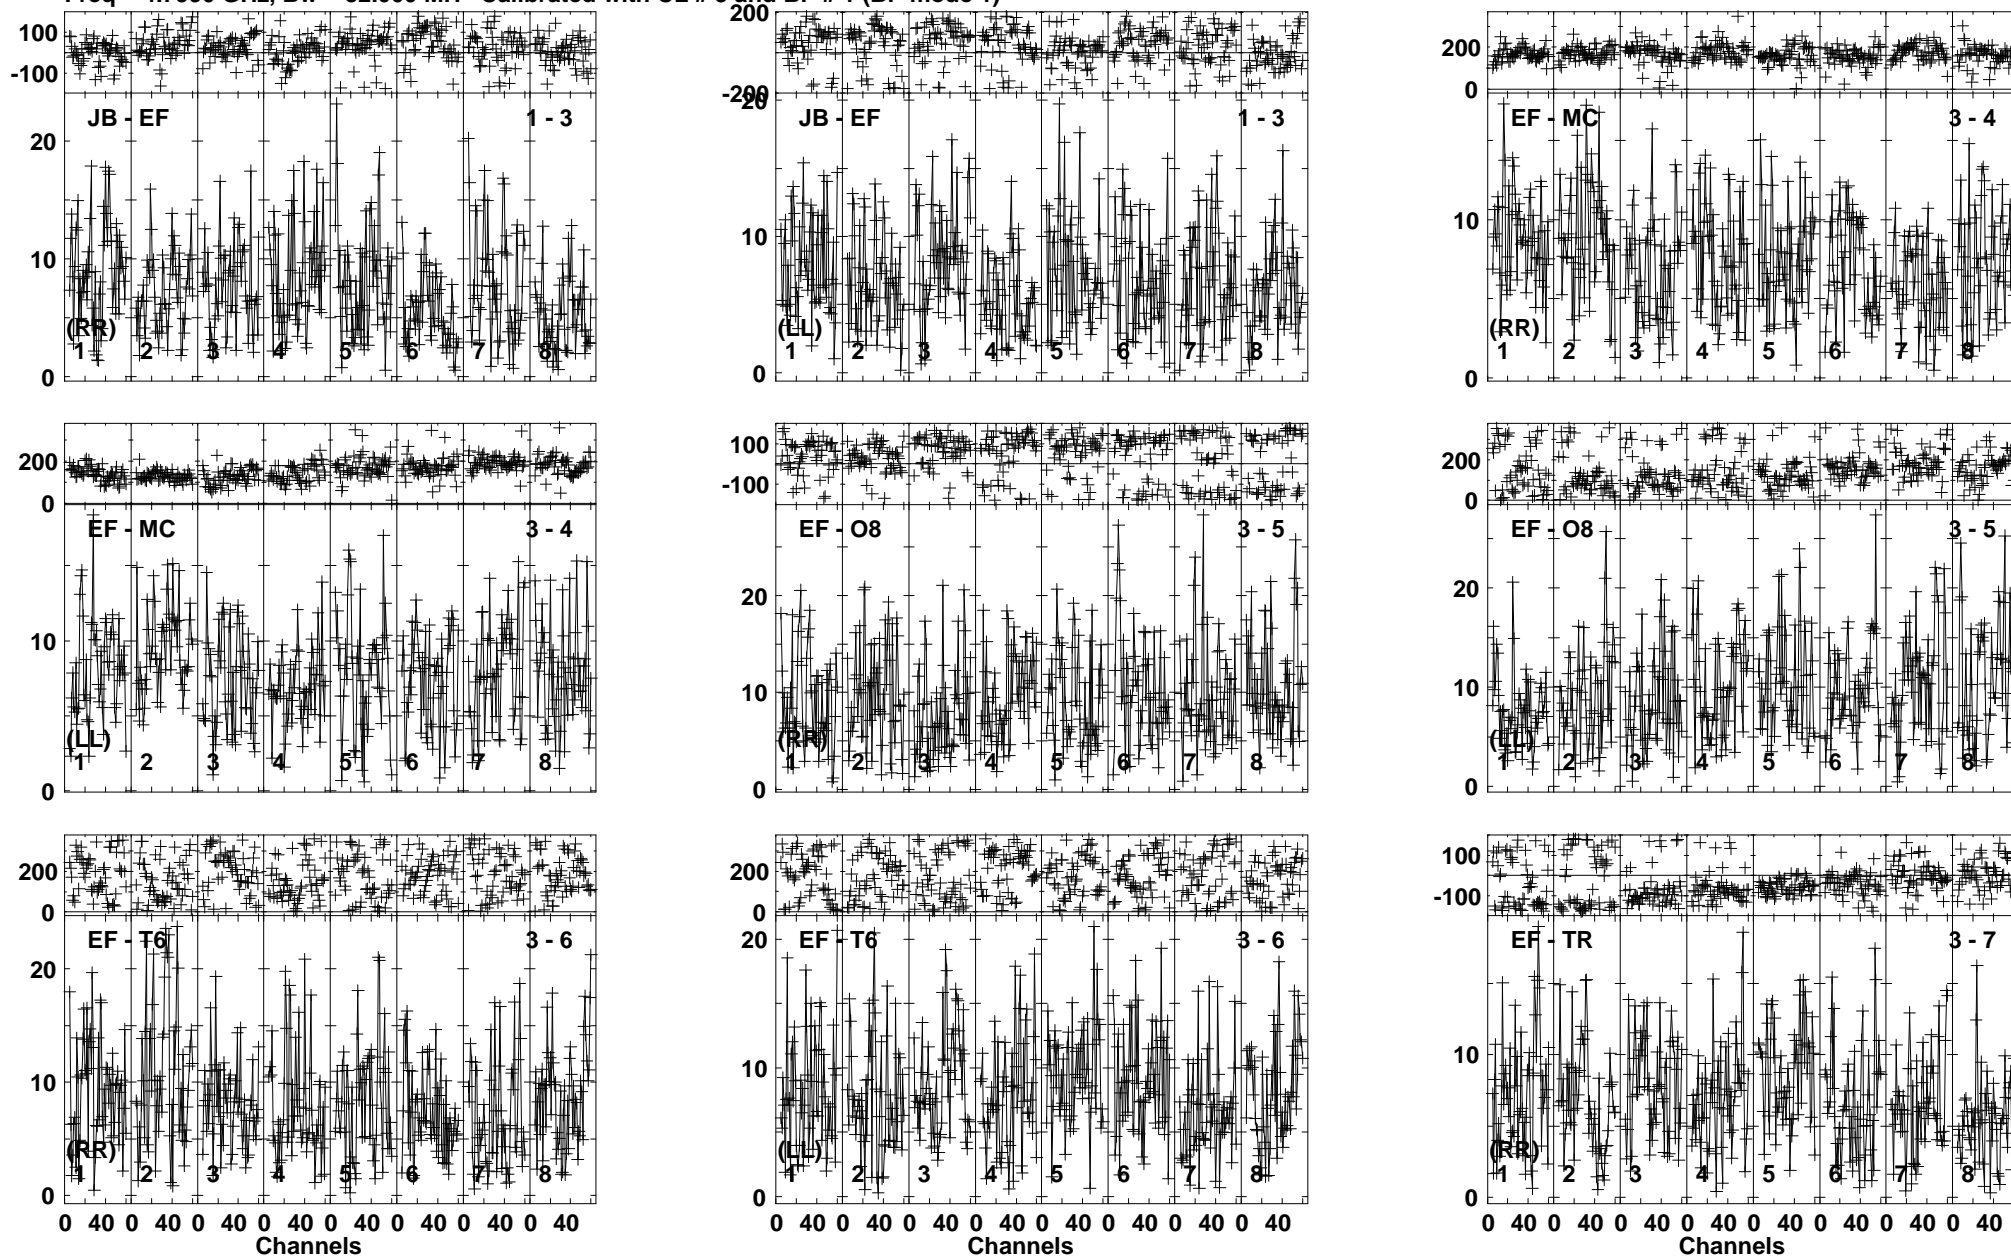 100 -100 JB - EF 1 - 3 20 10 0 (RR) 1 2 3 4 5 6 7 8
200 -200 JB - EF 1 - 3 20 10 0 (LL) 1 2 3 4 5 6 7 8
200 0 EF - MC 3 - 4 10 0 (RR) 1 2 3 4 5 6 7 8
200 0 EF - MC 3 - 4 10 0 (LL) 1 2 3 4 5 6 7 8
100 -100 EF - O8 3 - 5 20 10 0 (RR) 1 2 3 4 5 6 7 8
200 0 EF - O8 3 - 5 20 10 0 (LL) 1 2 3 4 5 6 7 8
200 0 EF - T6 3 - 6 20 10 0 (RR) 1 2 3 4 5 6 7 8
0 40 0 40 0 40 0 40 0 40 0 40 0 40 0 40
Channels
200 0 EF - T6 3 - 6 20 10 0 (LL) 1 2 3 4 5 6 7 8
0 40 0 40 0 40 0 40 0 40 0 40 0 40 0 40
Channels
100 -100 EF - TR 3 - 7 10 0 (RR) 1 2 3 4 5 6 7 8
0 40 0 40 0 40 0 40 0 40 0 40 0 40 0 40
Channels